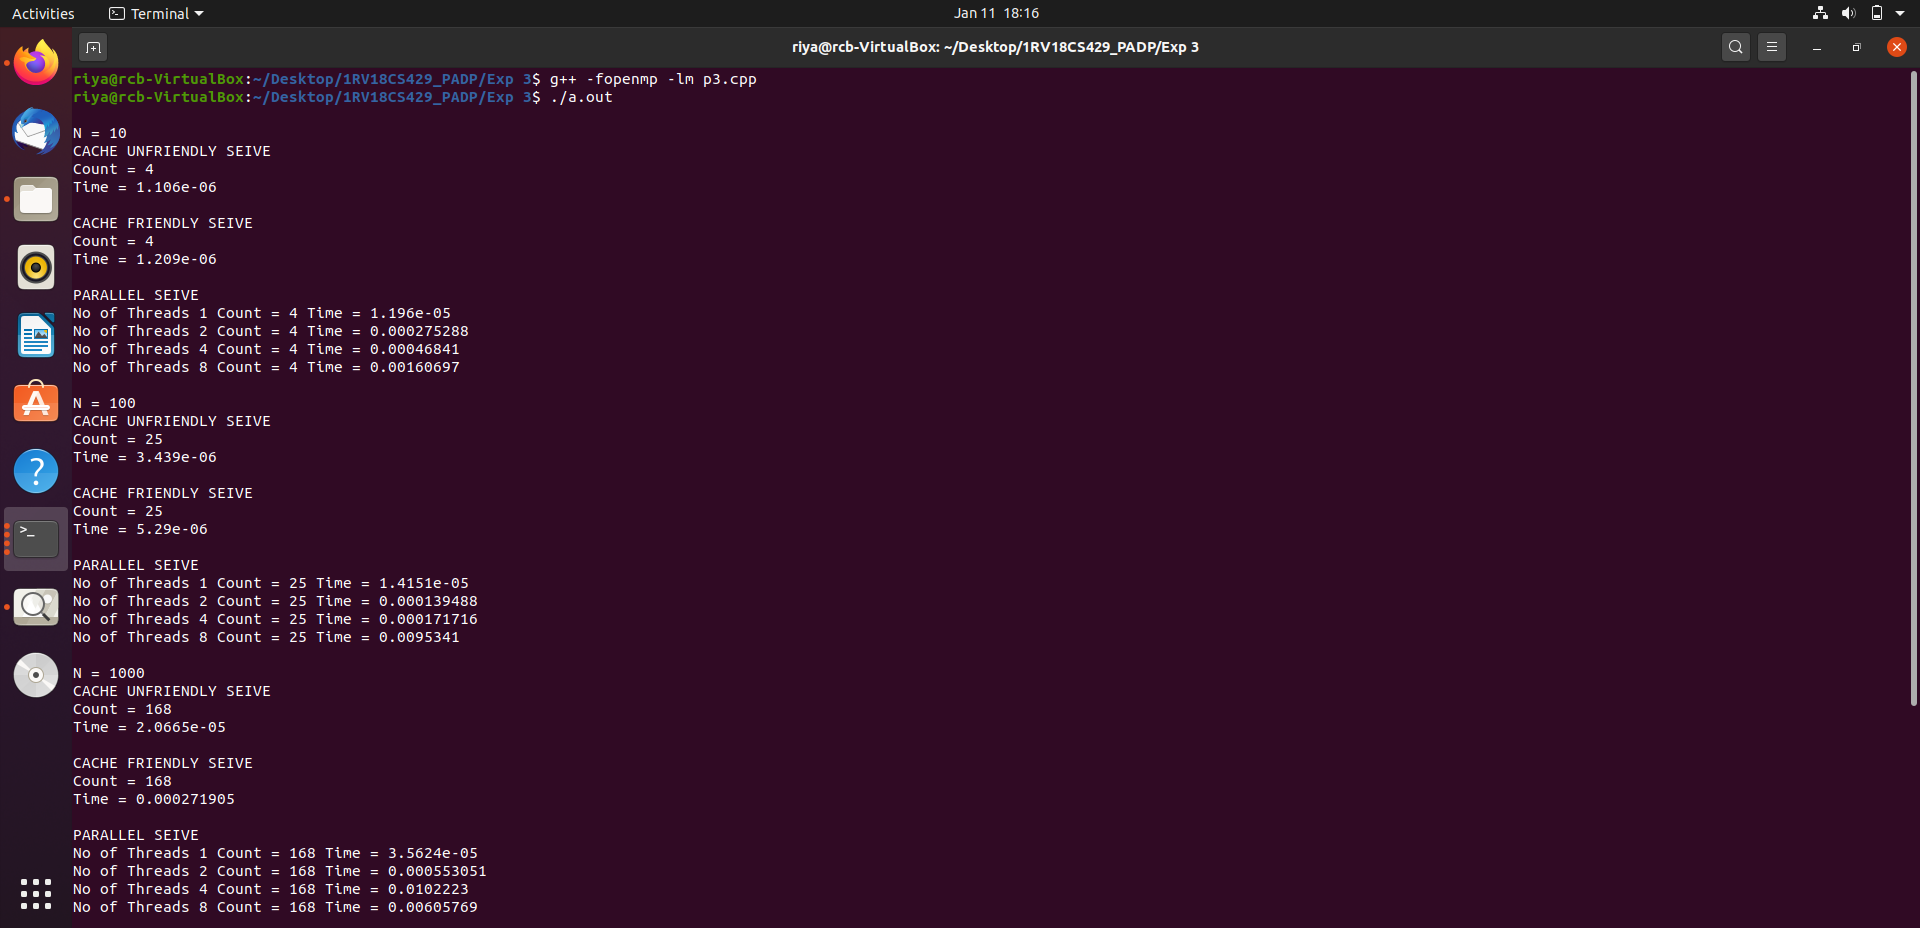 Activities
Terminal
Jan 11 18:16
riya@rcb-VirtualBox: ~/Desktop/1RV18CS429_PADP/Exp 3
riya@rcb-VirtualBox:~/Desktop/1RV18CS429_PADP/Exp 3$ g++ -fopenmp -lm p3.cpp
riya@rcb-VirtualBox:~/Desktop/1RV18CS429_PADP/Exp 3$ ./a.out
N = 10
CACHE UNFRIENDLY SEIVE
Count = 4
Time = 1.106e-06
CACHE FRIENDLY SEIVE
Count = 4
Time = 1.209e-06
PARALLEL SEIVE
No of Threads 1 Count = 4 Time = 1.196e-05
No of Threads 2 Count = 4 Time = 0.000275288
No of Threads 4 Count = 4 Time = 0.00046841
No of Threads 8 Count = 4 Time = 0.00160697
N = 100
CACHE UNFRIENDLY SEIVE
Count = 25
Time = 3.439e-06
CACHE FRIENDLY SEIVE
Count = 25
Time = 5.29e-06
PARALLEL SEIVE
No of Threads 1 Count = 25 Time = 1.4151e-05
No of Threads 2 Count = 25 Time = 0.000139488
No of Threads 4 Count = 25 Time = 0.000171716
No of Threads 8 Count = 25 Time = 0.0095341
N = 1000
CACHE UNFRIENDLY SEIVE
Count = 168
Time = 2.0665e-05
CACHE FRIENDLY SEIVE
Count = 168
Time = 0.000271905
PARALLEL SEIVE
No of Threads 1 Count = 168 Time = 3.5624e-05
No of Threads 2 Count = 168 Time = 0.000553051
No of Threads 4 Count = 168 Time = 0.0102223
No of Threads 8 Count = 168 Time = 0.00605769